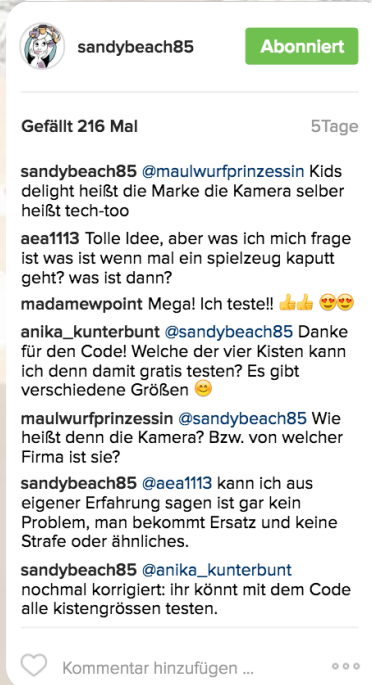 sandybeach85
Abonniert
Gefällt 216 Mal
5Tage
sandybeach85 @maulwurfprinzessin Kids
delight heißt die Marke die Kamera selber
heißt tech-too
aea1113 Tolle Idee, aber was ich mich frage
ist was ist wenn mal ein spielzeug kaputt
geht? was ist dann?
madamewpoint Mega! Ich teste!! 👍👍 😍😍
anika_kunterbunt @sandybeach85 Danke
für den Code! Welche der vier Kisten kann
ich denn damit gratis testen? Es gibt
verschiedene Größen 😊
maulwurfprinzessin @sandybeach85 Wie
heißt denn die Kamera? Bzw. von welcher
Firma ist sie?
sandybeach85 @aea1113 kann ich aus
eigener Erfahrung sagen ist gar kein
Problem, man bekommt Ersatz und keine
Strafe oder ähnliches.
sandybeach85 @anika_kunterbunt
nochmal korrigiert: ihr könnt mit dem Code
alle kistengrössen testen.
Kommentar hinzufügen ...